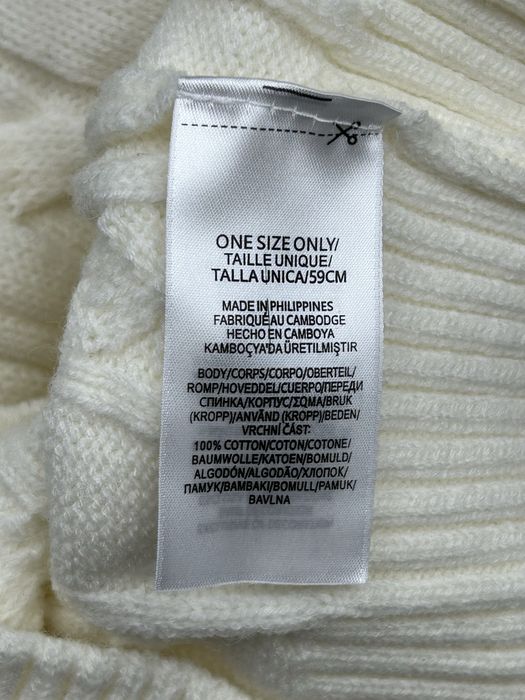 ONE SIZE ONLY/
TAILLE UNIQUE/
TALLA UNICA/59CM
MADE IN PHILIPPINES
FABRIQUÉAU CAMBODGE
HECHO EN CAMBOYA
KAMBOÇYA'DA ÜRETILMIŞTIR
BODY/CORPS/CORPO/OBERTEIL/
ROMP/HOVEDDEL/CUERPO/ПЕРЕДИ
СПИНКА/КОРПУС/ΣΩΜΑ/BRUK
(KROPP)/ANVÄND (KROPP)/BEDEN/
VRCHNÍ ČÁST:
100% COTTON/COTON/COTONE/
BAUMWOLLE/KATOEN/BOMULD/
ALGODÓN/ALGODÃO/ХЛОПОК/
ПАМУК/BAMBAKI/BOMULL/PAMUK/
BAVLNA